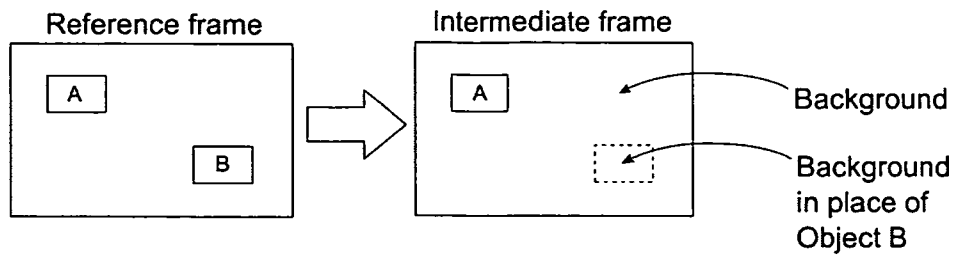 Reference frame
Intermediate frame
A
B
A
Background
Background
in place of
Object B